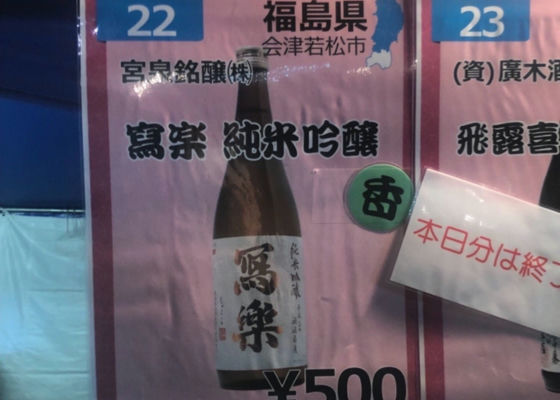 22
福島県
会津若松市
宮泉銘醸㈱
寫楽 純米吟醸
香
寫楽
純米吟醸
¥500
23
(資)廣木酒
飛露喜
本日分は終